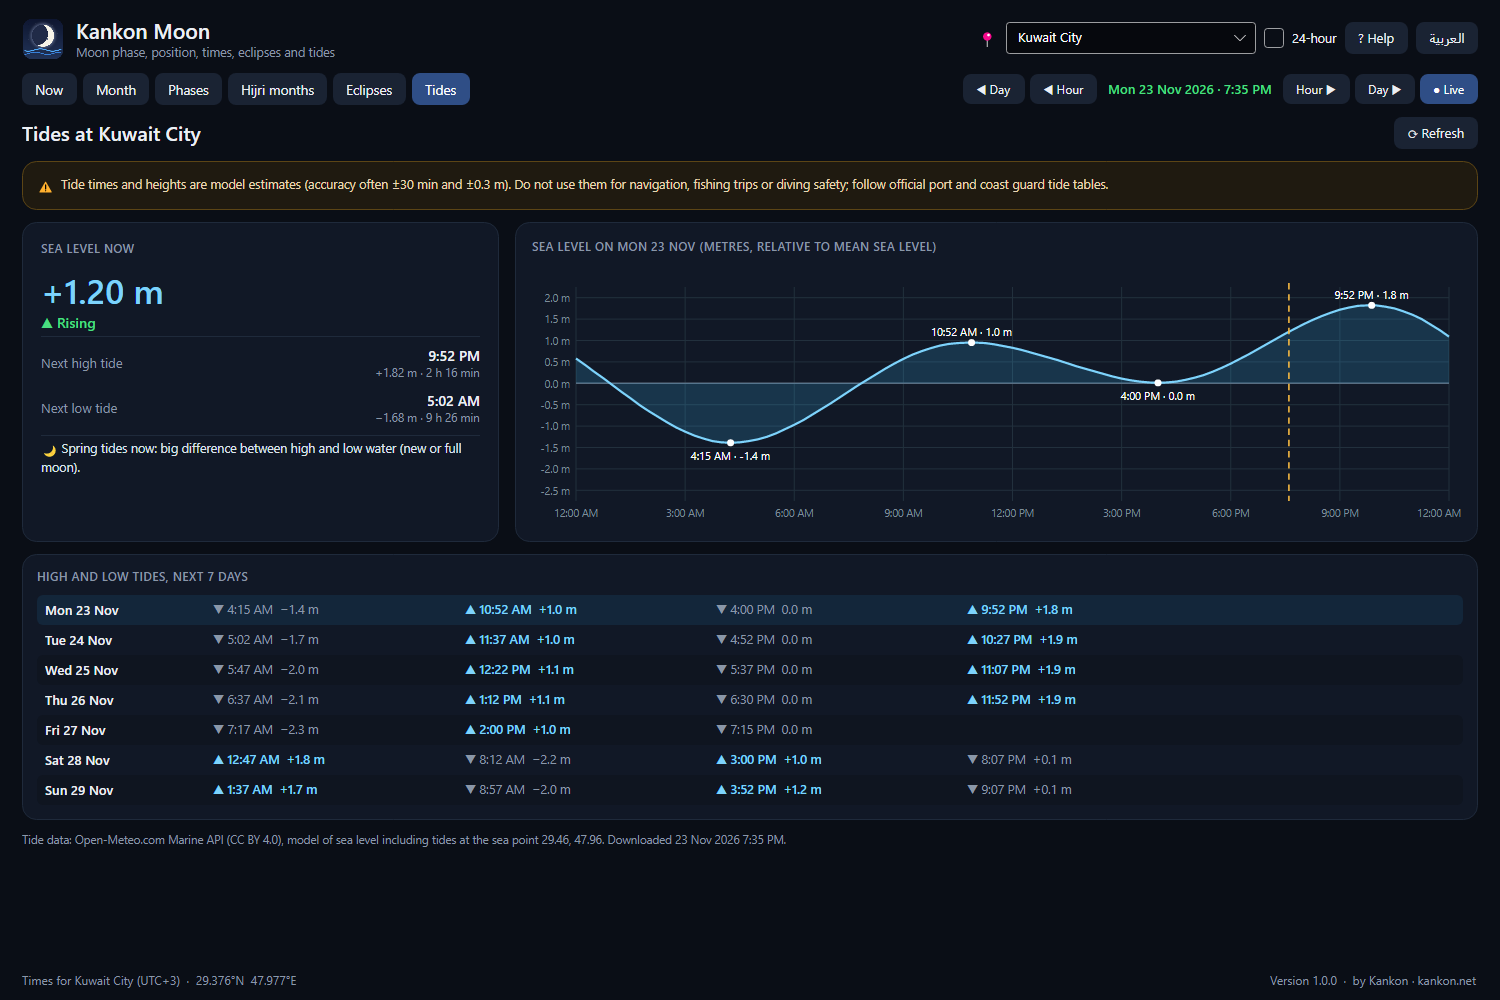 Kankon Moon
Moon phase, position, times, eclipses and tides
Kuwait City
24-hour
? Help
العربية
Now
Month
Phases
Hijri months
Eclipses
Tides
◀ Day
◀ Hour
Mon 23 Nov 2026 · 7:35 PM
Hour ▶
Day ▶
● Live
Tides at Kuwait City
⟳ Refresh
Tide times and heights are model estimates (accuracy often ±30 min and ±0.3 m). Do not use them for navigation, fishing trips or diving safety; follow official port and coast guard tide tables.
SEA LEVEL NOW
+1.20 m
▲ Rising
Next high tide
9:52 PM
+1.82 m · 2 h 16 min
Next low tide
5:02 AM
−1.68 m · 9 h 26 min
Spring tides now: big difference between high and low water (new or full
moon).
SEA LEVEL ON MON 23 NOV (METRES, RELATIVE TO MEAN SEA LEVEL)
2.0 m
1.5 m
1.0 m
0.5 m
0.0 m
-0.5 m
-1.0 m
-1.5 m
-2.0 m
-2.5 m
4:15 AM · -1.4 m
10:52 AM · 1.0 m
4:00 PM · 0.0 m
9:52 PM · 1.8 m
12:00 AM 3:00 AM 6:00 AM 9:00 AM 12:00 PM 3:00 PM 6:00 PM 9:00 PM 12:00 AM
HIGH AND LOW TIDES, NEXT 7 DAYS
Mon 23 Nov ▼ 4:15 AM −1.4 m ▲ 10:52 AM +1.0 m ▼ 4:00 PM 0.0 m ▲ 9:52 PM +1.8 m
Tue 24 Nov ▼ 5:02 AM −1.7 m ▲ 11:37 AM +1.0 m ▼ 4:52 PM 0.0 m ▲ 10:27 PM +1.9 m
Wed 25 Nov ▼ 5:47 AM −2.0 m ▲ 12:22 PM +1.1 m ▼ 5:37 PM 0.0 m ▲ 11:07 PM +1.9 m
Thu 26 Nov ▼ 6:37 AM −2.1 m ▲ 1:12 PM +1.1 m ▼ 6:30 PM 0.0 m ▲ 11:52 PM +1.9 m
Fri 27 Nov ▼ 7:17 AM −2.3 m ▲ 2:00 PM +1.0 m ▼ 7:15 PM 0.0 m
Sat 28 Nov ▲ 12:47 AM +1.8 m ▼ 8:12 AM −2.2 m ▲ 3:00 PM +1.0 m ▼ 8:07 PM +0.1 m
Sun 29 Nov ▲ 1:37 AM +1.7 m ▼ 8:57 AM −2.0 m ▲ 3:52 PM +1.2 m ▼ 9:07 PM +0.1 m
Tide data: Open-Meteo.com Marine API (CC BY 4.0), model of sea level including tides at the sea point 29.46, 47.96. Downloaded 23 Nov 2026 7:35 PM.
Times for Kuwait City (UTC+3) · 29.376°N 47.977°E
Version 1.0.0 · by Kankon · kankon.net